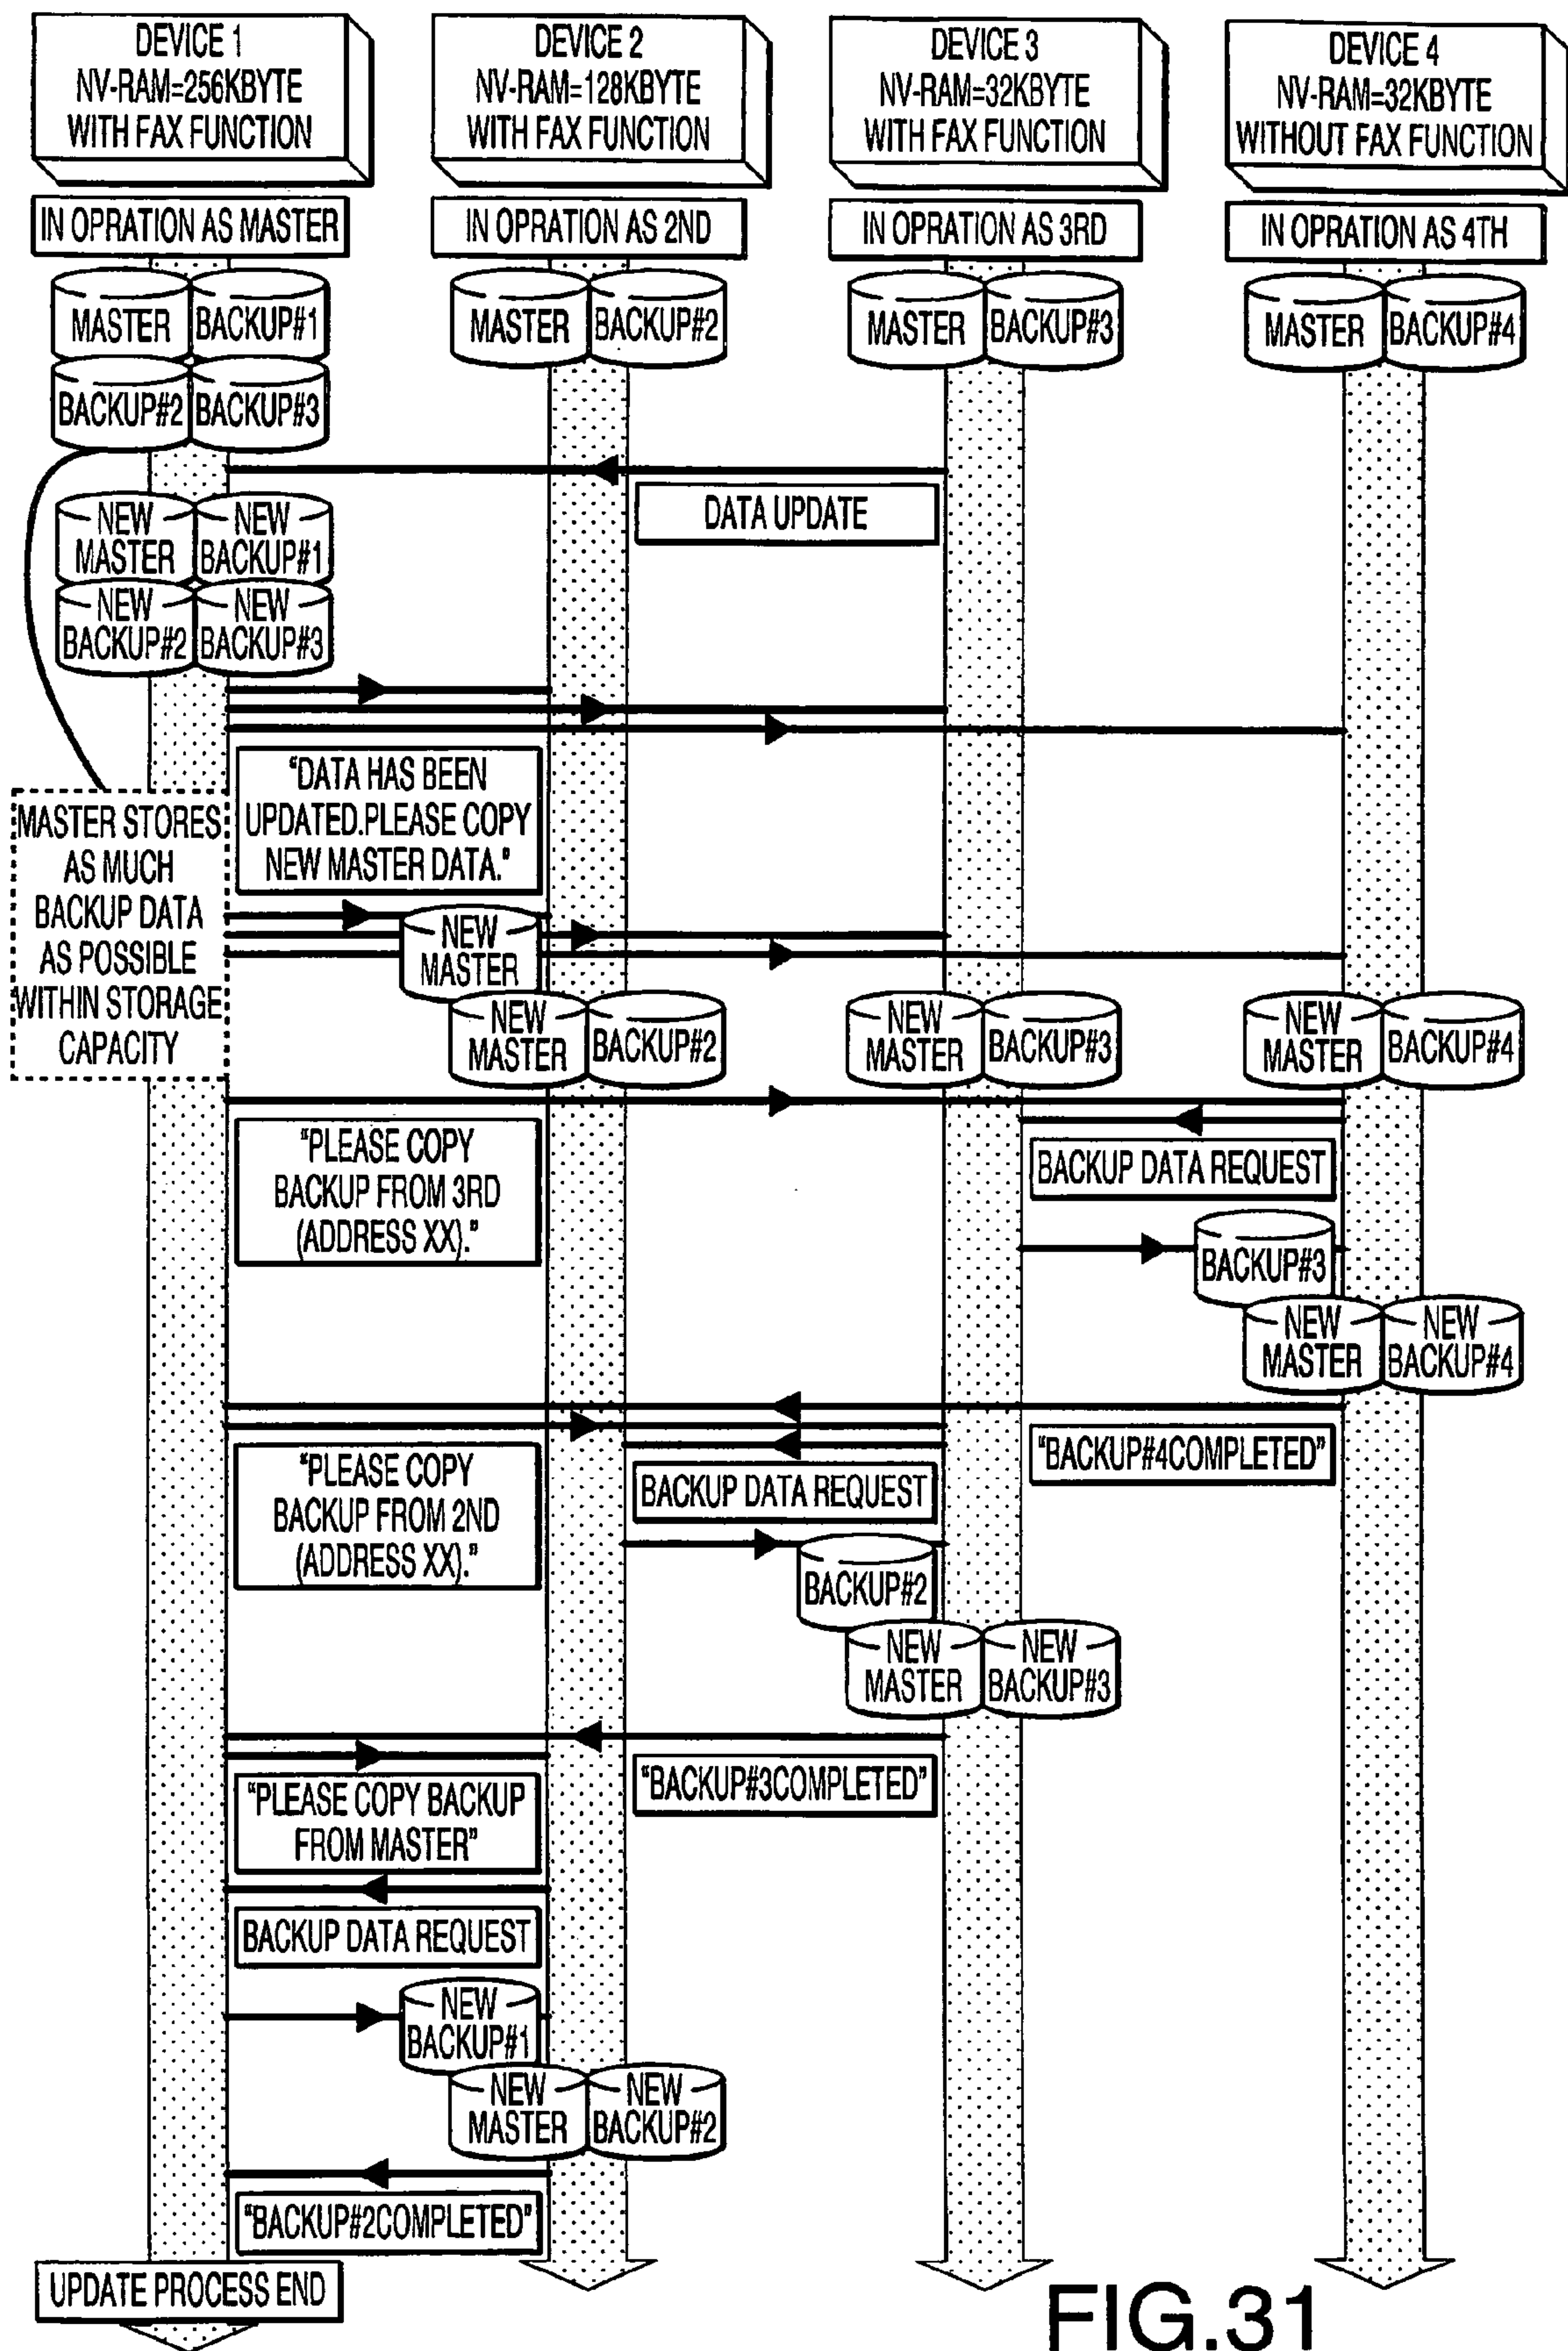 DEVICE 1
NV-RAM=256KBYTE
WITH FAX FUNCTION
DEVICE 2
NV-RAM=128KBYTE
WITH FAX FUNCTION
DEVICE 3
NV-RAM=32KBYTE
WITH FAX FUNCTION
DEVICE 4
NV-RAM=32KBYTE
WITHOUT FAX FUNCTION
IN OPRATION AS MASTER
IN OPRATION AS 2ND
IN OPRATION AS 3RD
IN OPRATION AS 4TH
MASTER
BACKUP#1
MASTER
BACKUP#2
MASTER
BACKUP#3
MASTER
BACKUP#4
BACKUP#2
BACKUP#3
DATA UPDATE
NEW
MASTER
NEW
BACKUP#1
NEW
BACKUP#2
NEW
BACKUP#3
"DATA HAS BEEN
UPDATED.PLEASE COPY
NEW MASTER DATA."
MASTER STORES
AS MUCH
BACKUP DATA
AS POSSIBLE
WITHIN STORAGE
CAPACITY
NEW
MASTER
NEW
MASTER
BACKUP#2
NEW
MASTER
BACKUP#3
NEW
MASTER
BACKUP#4
"PLEASE COPY
BACKUP FROM 3RD
(ADDRESS XX)."
BACKUP DATA REQUEST
BACKUP#3
NEW
MASTER
NEW
BACKUP#4
"BACKUP#4COMPLETED"
"PLEASE COPY
BACKUP FROM 2ND
(ADDRESS XX)."
BACKUP DATA REQUEST
BACKUP#2
NEW
MASTER
NEW
BACKUP#3
"BACKUP#3COMPLETED"
"PLEASE COPY BACKUP
FROM MASTER"
BACKUP DATA REQUEST
NEW
BACKUP#1
NEW
MASTER
NEW
BACKUP#2
"BACKUP#2COMPLETED"
UPDATE PROCESS END
FIG.31